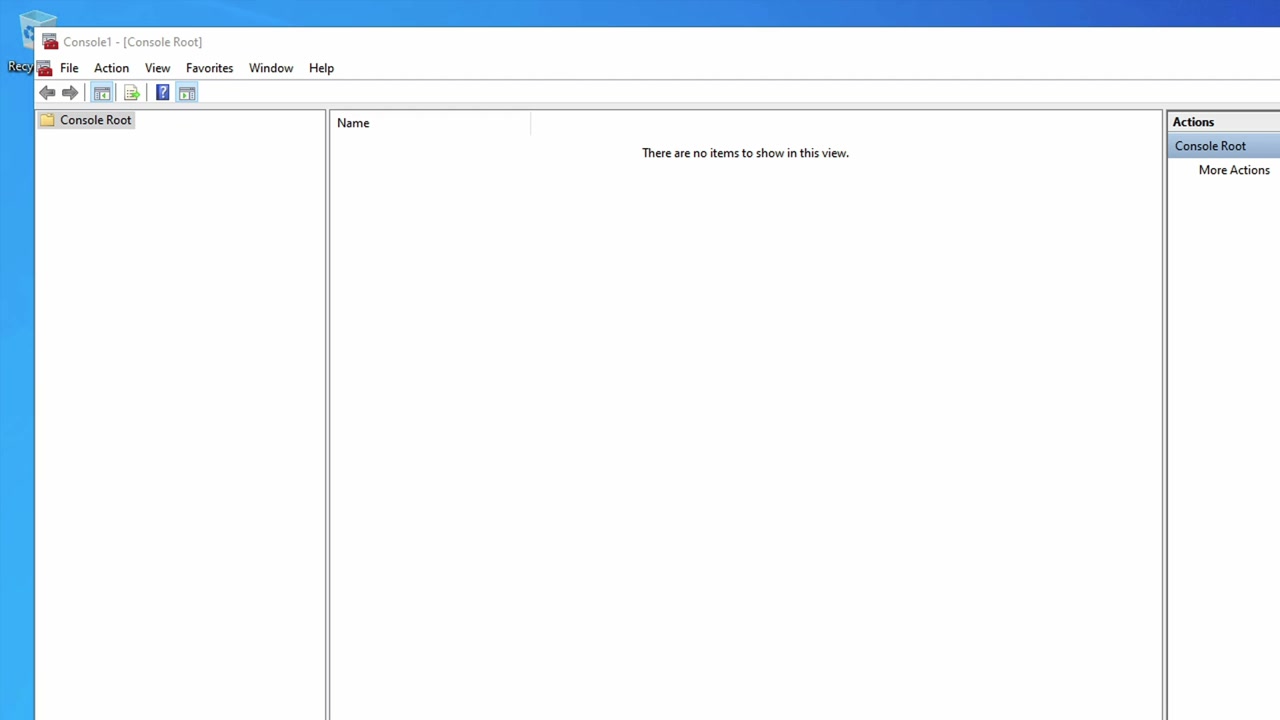 Console1 - [Console Root]
Recy
File Action View Favorites Window Help
Console Root
Name
There are no items to show in this view.
Actions
Console Root
More Actions